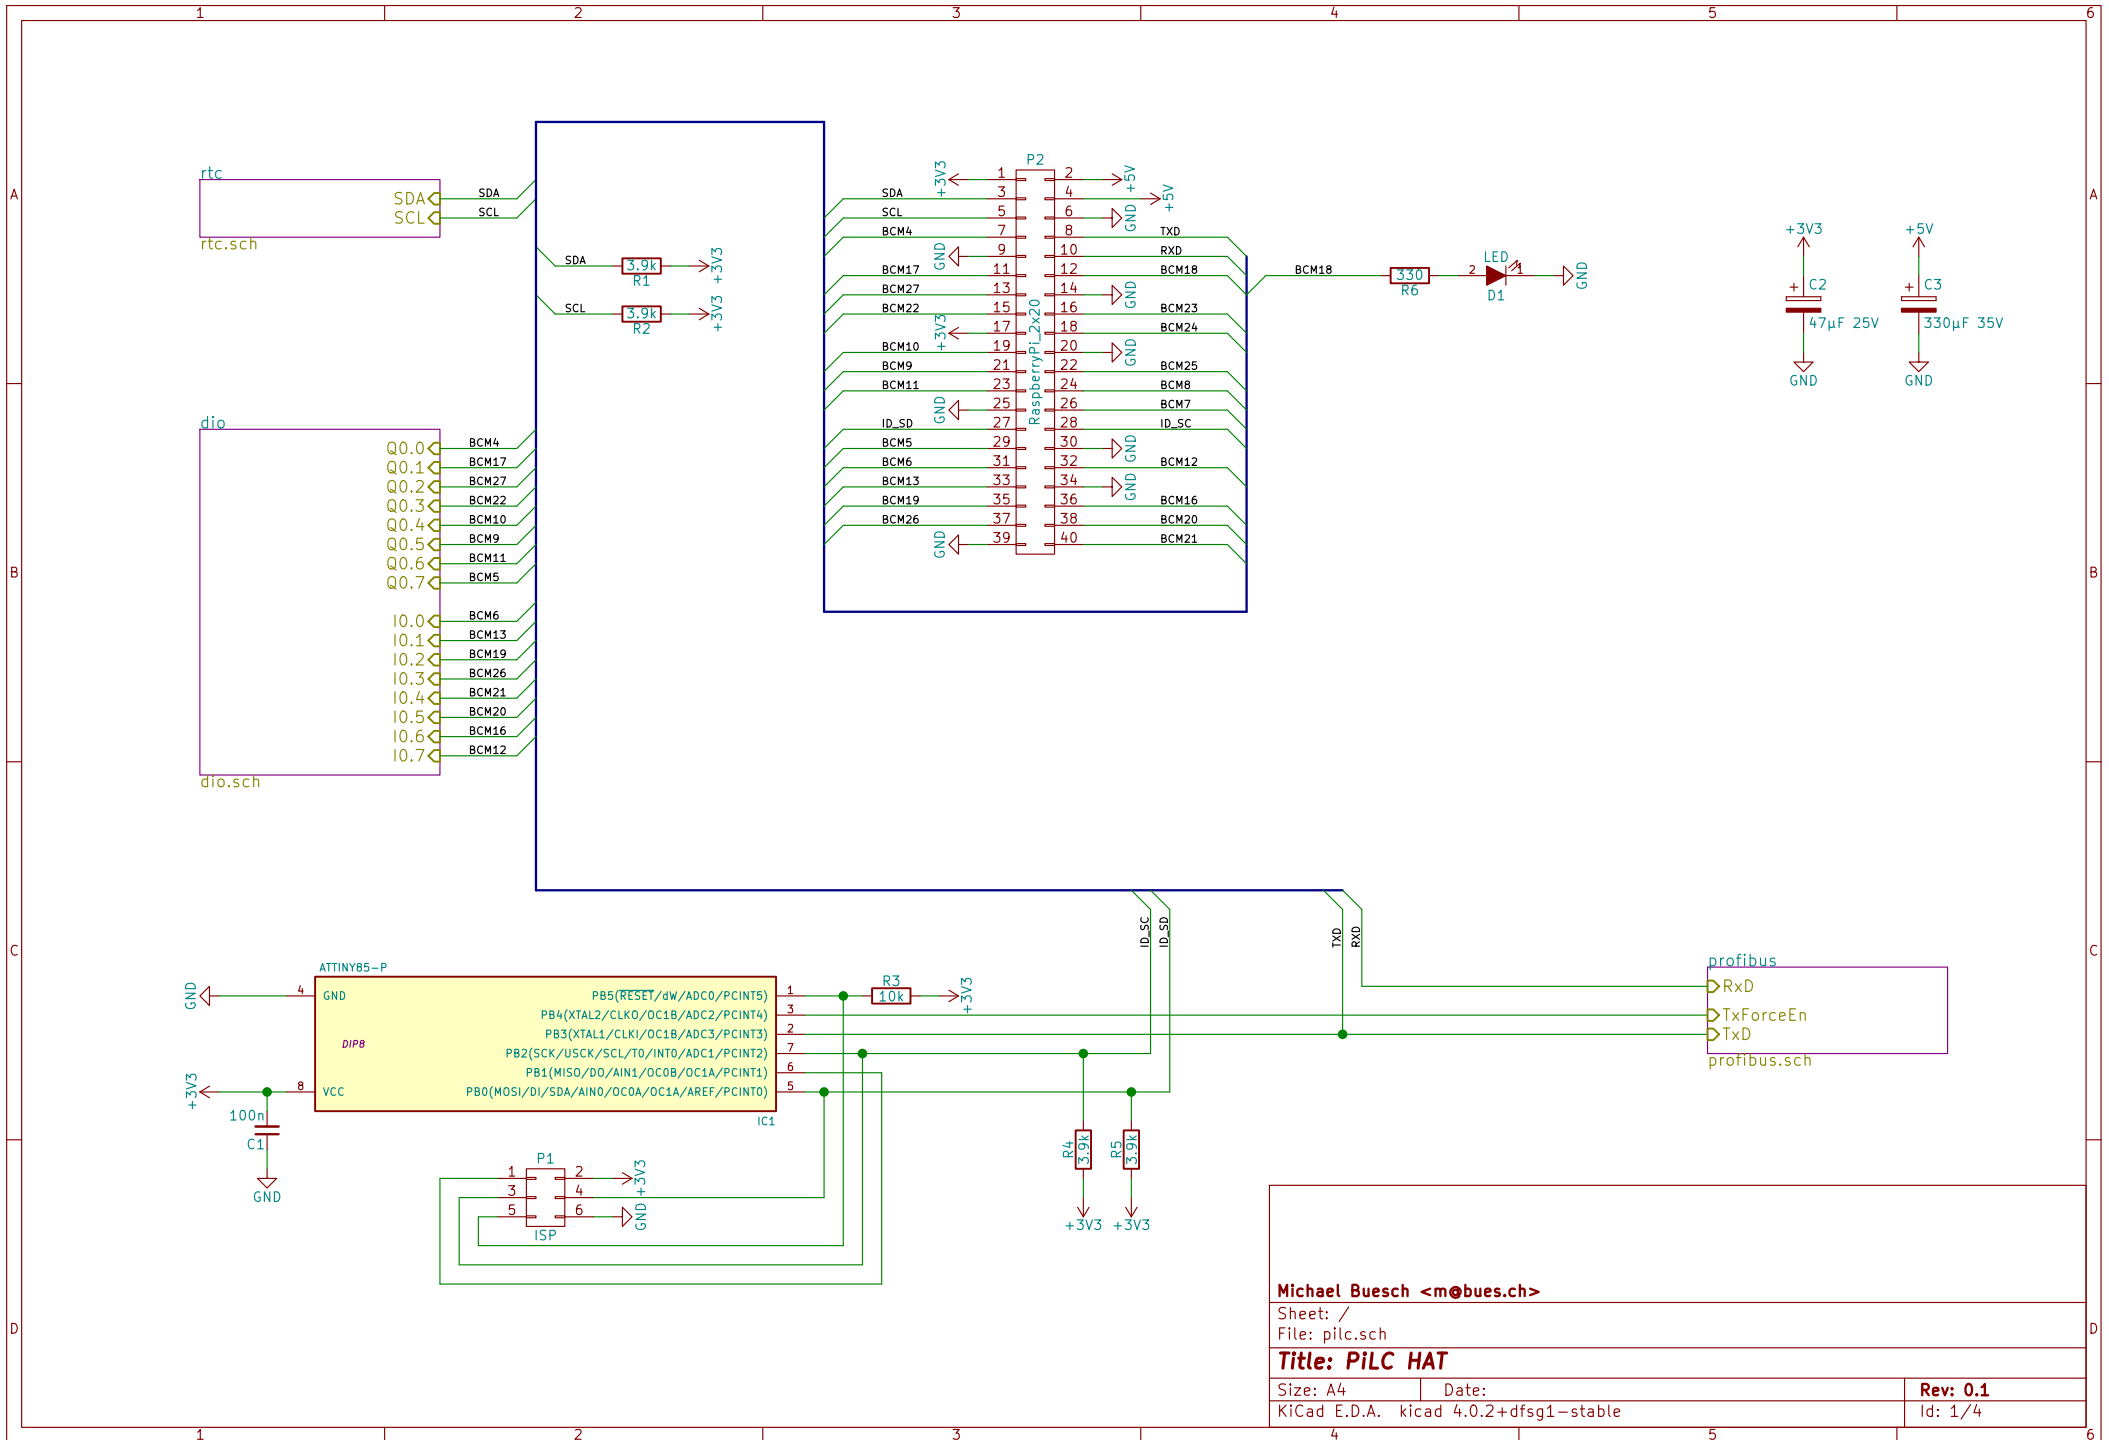 1 2 3 4 5 6
A
B
C
D
A
B
C
D
1 2 3 4 5 6
rtc
SDA
SCL
rtc.sch
SDA
SCL
SDA
3.9k
R1
+3V3
SCL
3.9k
R2
+3V3
P2
RaspberryPi_2x20
+3V3 1 2 +5V
SDA 3 4 +5V
SCL 5 6 GND
BCM4 7 8 TXD
GND 9 10 RXD
BCM17 11 12 BCM18
BCM27 13 14 GND
BCM22 15 16 BCM23
+3V3 17 18 BCM24
BCM10 19 20 GND
BCM9 21 22 BCM25
BCM11 23 24 BCM8
GND 25 26 BCM7
ID_SD 27 28 ID_SC
BCM5 29 30 GND
BCM6 31 32 BCM12
BCM13 33 34 GND
BCM19 35 36 BCM16
BCM26 37 38 BCM20
GND 39 40 BCM21
BCM18
330
R6
LED
2 1
D1
GND
+3V3
+ C2
47µF 25V
GND
+5V
+ C3
330µF 35V
GND
dio
Q0.0 BCM4
Q0.1 BCM17
Q0.2 BCM27
Q0.3 BCM22
Q0.4 BCM10
Q0.5 BCM9
Q0.6 BCM11
Q0.7 BCM5
I0.0 BCM6
I0.1 BCM13
I0.2 BCM19
I0.3 BCM26
I0.4 BCM21
I0.5 BCM20
I0.6 BCM16
I0.7 BCM12
dio.sch
ID_SC
ID_SD
TXD
RXD
ATTINY85-P
GND 4 GND
DIP8
+3V3 8 VCC
PB5(RESET/dW/ADC0/PCINT5) 1
PB4(XTAL2/CLKO/OC1B/ADC2/PCINT4) 3
PB3(XTAL1/CLKI/OC1B/ADC3/PCINT3) 2
PB2(SCK/USCK/SCL/T0/INT0/ADC1/PCINT2) 7
PB1(MISO/DO/AIN1/OC0B/OC1A/PCINT1) 6
PB0(MOSI/DI/SDA/AIN0/OC0A/OC1A/AREF/PCINT0) 5
IC1
R3
10k
+3V3
100n
C1
GND
P1
1 2 +3V3
3 4
5 6 GND
ISP
R4
3.9k
+3V3
R5
3.9k
+3V3
profibus
RxD
TxForceEn
TxD
profibus.sch
Michael Buesch <m@bues.ch>
Sheet: /
File: pilc.sch
Title: PiLC HAT
Size: A4 Date: Rev: 0.1
KiCad E.D.A. kicad 4.0.2+dfsg1-stable Id: 1/4